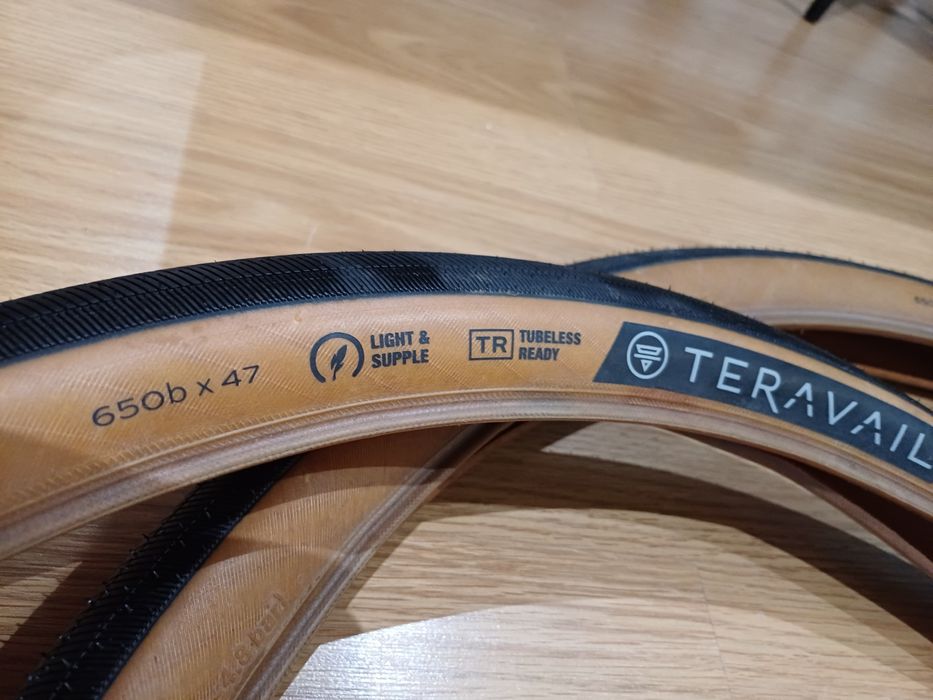 650b x 47
LIGHT &
SUPPLE
TR
TUBELESS
READY
TERAVAIL